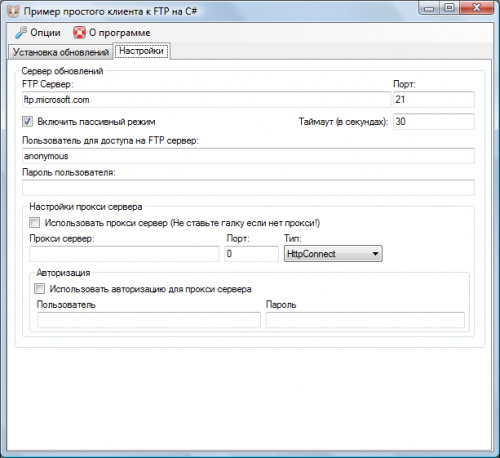 Пример простого клиента к FTP на C#
Опции О программе
Установка обновлений Настройки
Сервер обновлений
FTP Сервер: Порт:
ftp.microsoft.com 21
Включить пассивный режим Таймаут (в секундах): 30
Пользователь для доступа на FTP сервер:
anonymous
Пароль пользователя:
Настройки прокси сервера
Использовать прокси сервер (Не ставьте галку если нет прокси!)
Прокси сервер: Порт: Тип:
0 HttpConnect
Авторизация
Использовать авторизацию для прокси сервера
Пользователь Пароль